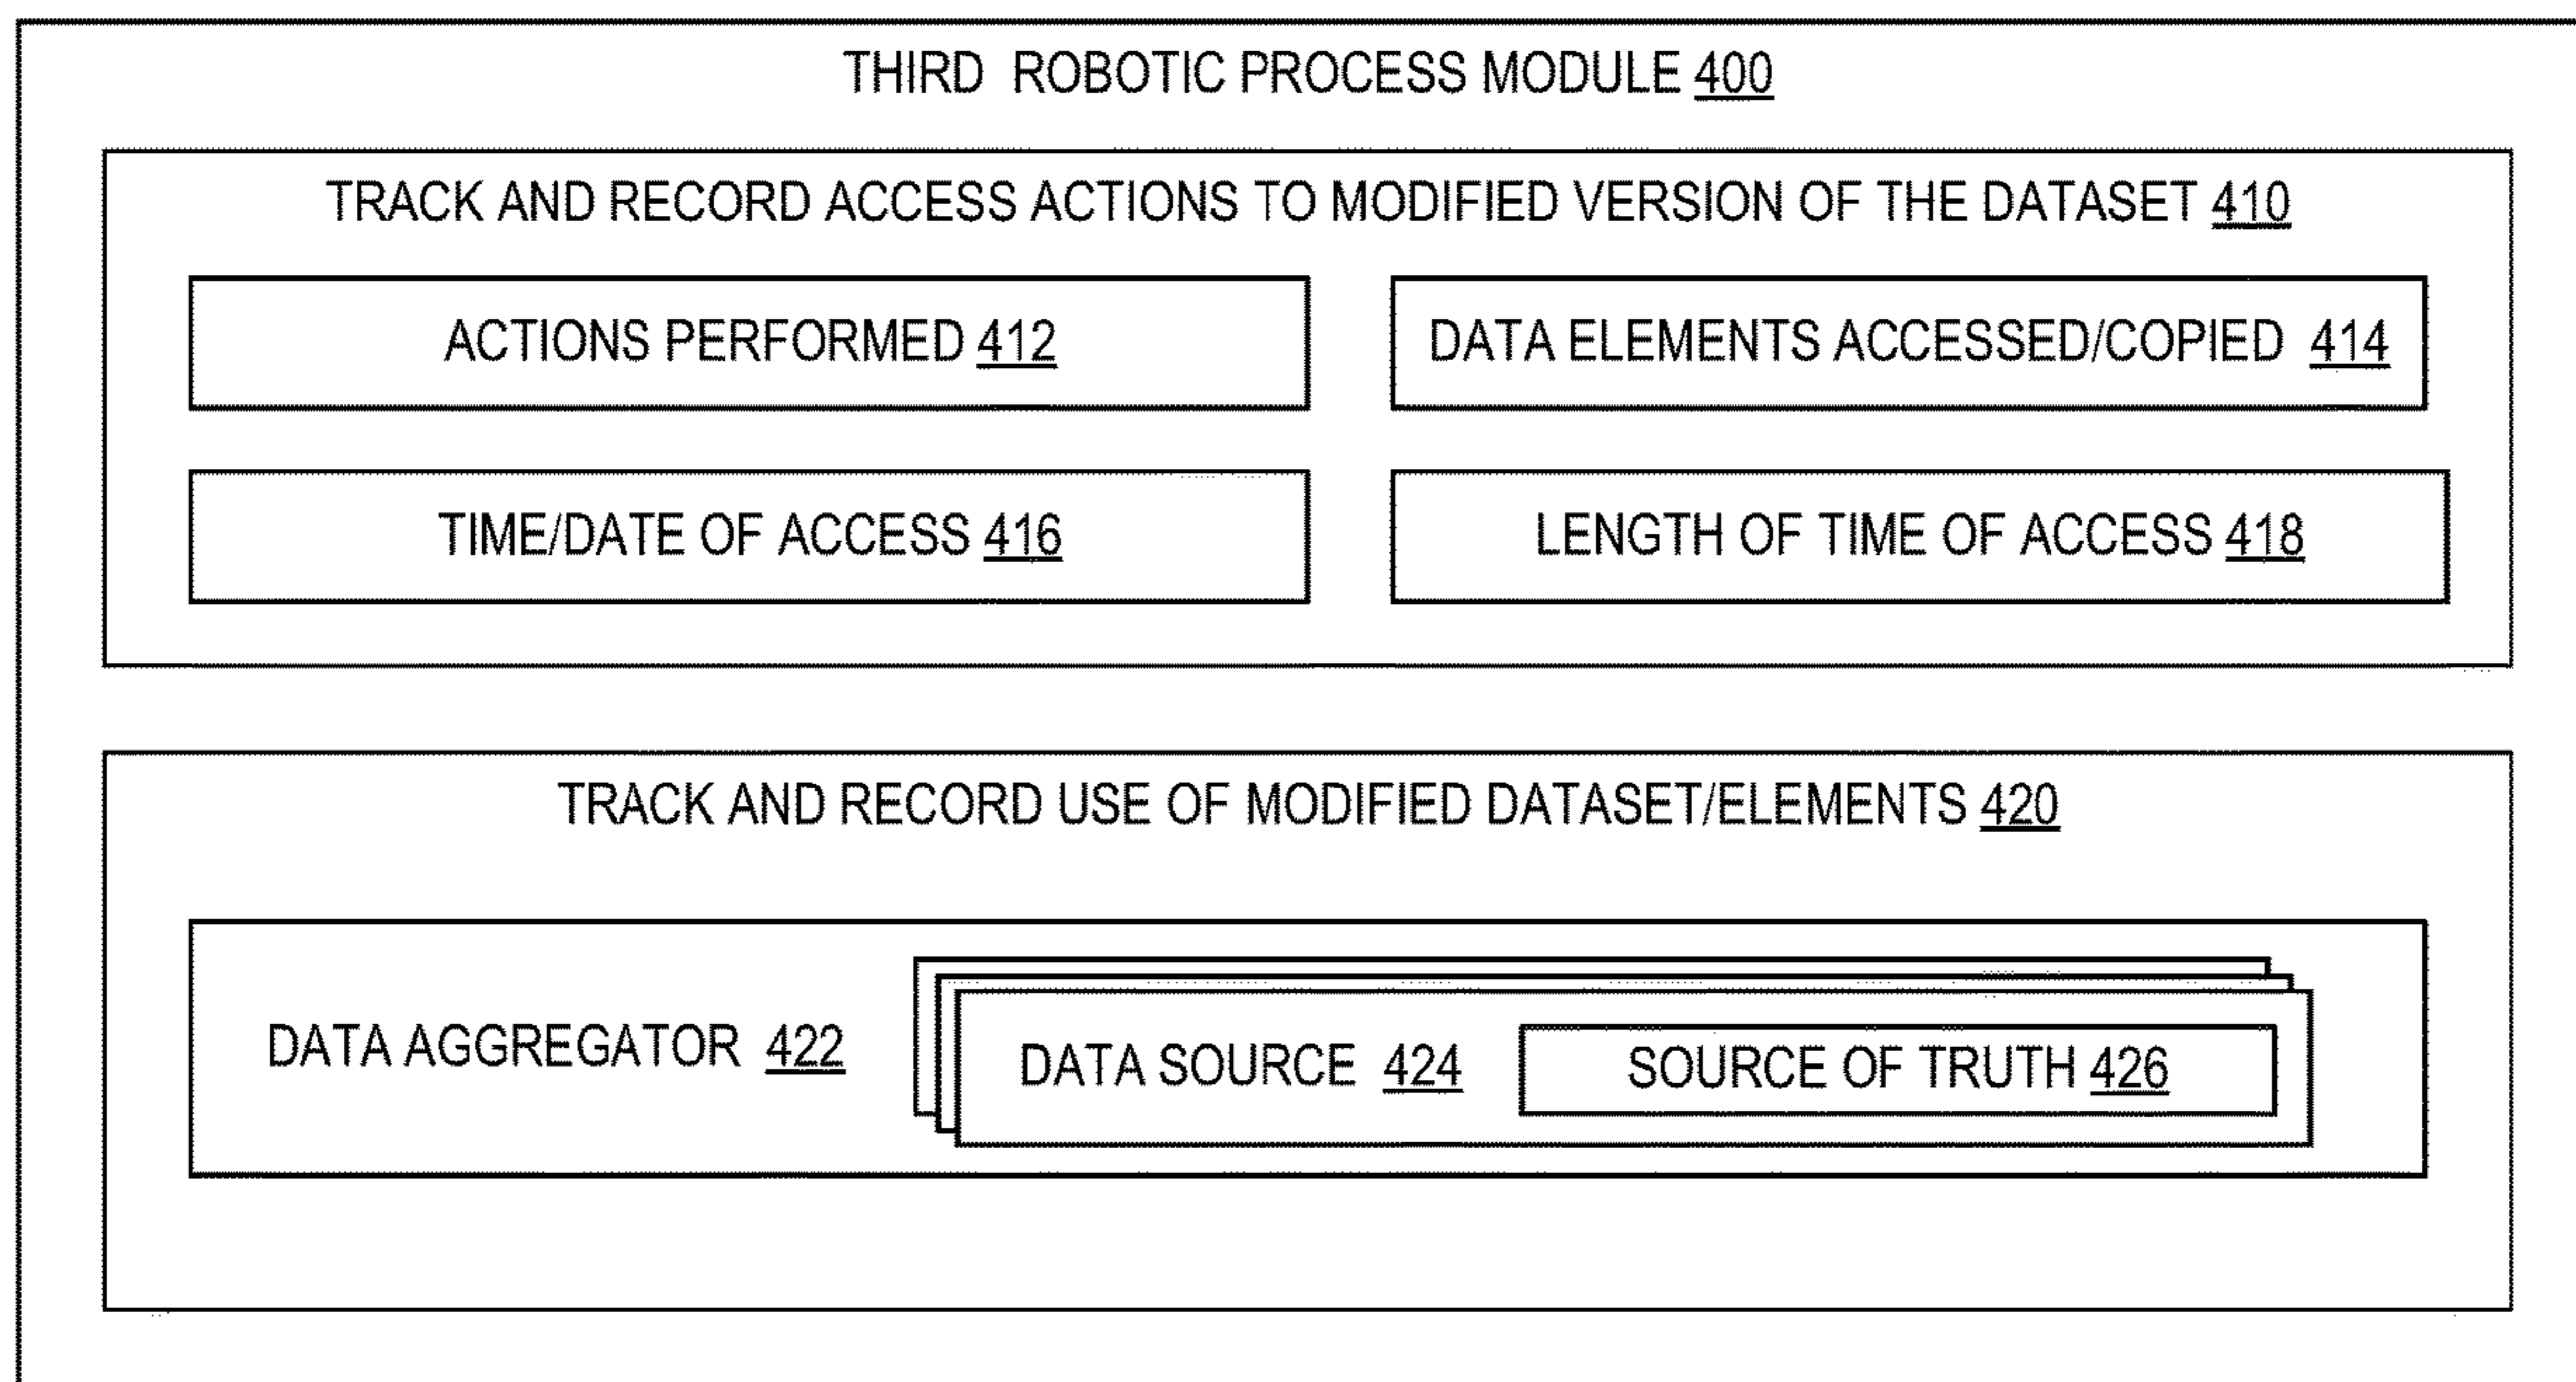 THIRD ROBOTIC PROCESS MODULE 400
TRACK AND RECORD ACCESS ACTIONS TO MODIFIED VERSION OF THE DATASET 410
ACTIONS PERFORMED 412
DATA ELEMENTS ACCESSED/COPIED 414
TIME/DATE OF ACCESS 416
LENGTH OF TIME OF ACCESS 418
TRACK AND RECORD USE OF MODIFIED DATASET/ELEMENTS 420
DATA AGGREGATOR 422
DATA SOURCE 424
SOURCE OF TRUTH 426